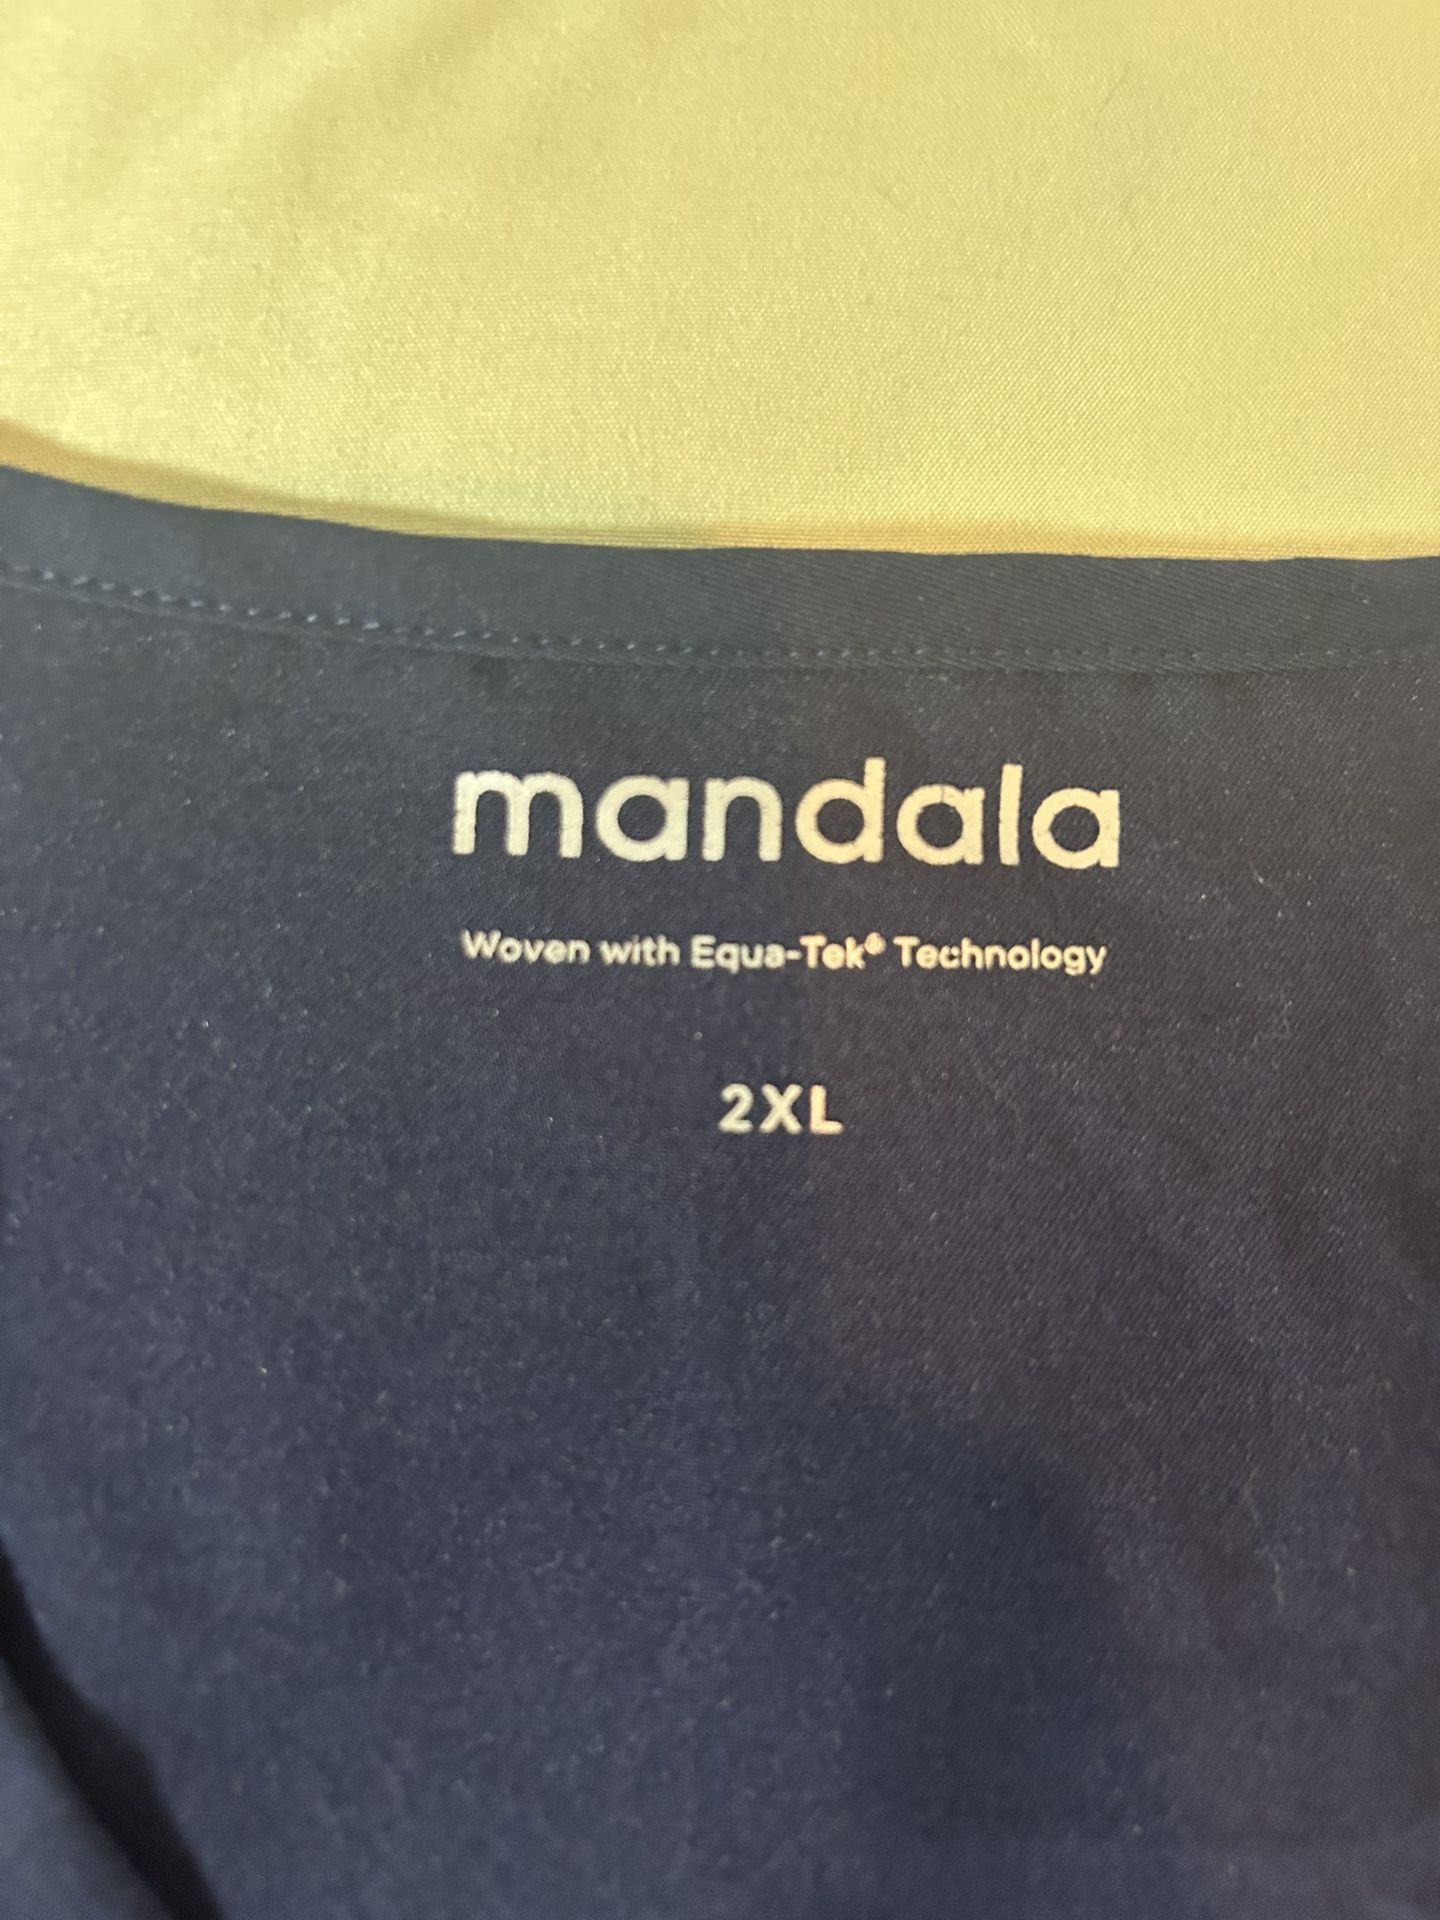 mandala
Woven with Equa-Tek® Technology
2XL